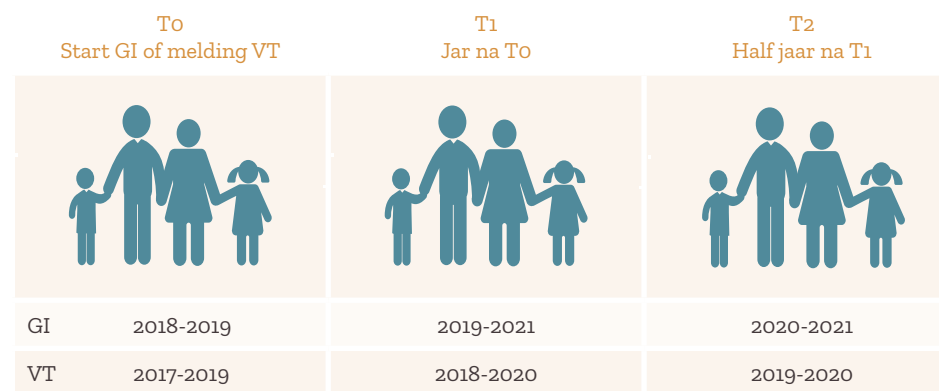 T0
Start GI of melding VT
T1
Jar na T0
T2
Half jaar na T1
GI 2018-2019 2019-2021 2020-2021
VT 2017-2019 2018-2020 2019-2020